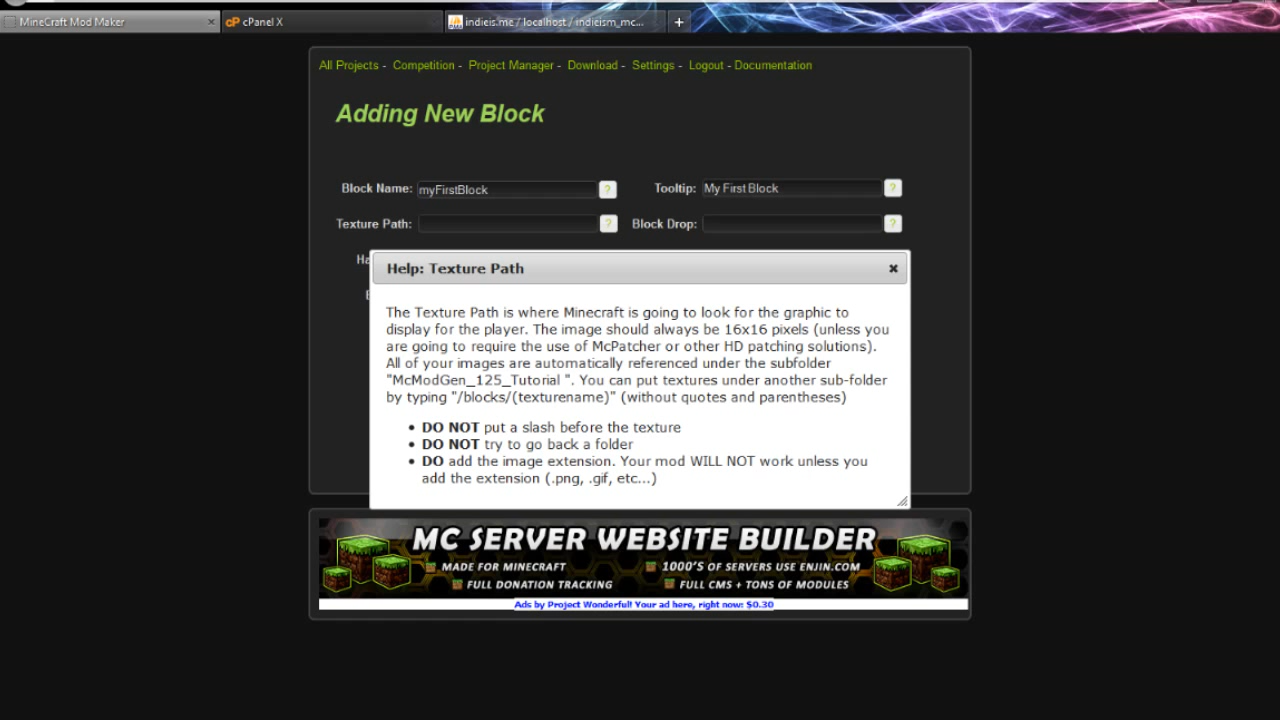 MineCraft Mod Maker
cPanel X
indieis.me / localhost / indieism_mc...
All Projects - Competition - Project Manager - Download - Settings - Logout - Documentation
Adding New Block
Block Name: myFirstBlock ? Tooltip: My First Block ?
Texture Path: ? Block Drop: ?
Ha
Help: Texture Path
The Texture Path is where Minecraft is going to look for the graphic to
display for the player. The image should always be 16x16 pixels (unless you
are going to require the use of McPatcher or other HD patching solutions).
All of your images are automatically referenced under the subfolder
"McModGen_125_Tutorial ". You can put textures under another sub-folder
by typing "/blocks/(texturename)" (without quotes and parentheses)
• DO NOT put a slash before the texture
• DO NOT try to go back a folder
• DO add the image extension. Your mod WILL NOT work unless you
add the extension (.png, .gif, etc...)
MC SERVER WEBSITE BUILDER
MADE FOR MINECRAFT 1000'S OF SERVERS USE ENJIN.COM
FULL DONATION TRACKING FULL CMS + TONS OF MODULES
Ads by Project Wonderful! Your ad here, right now: $0.30